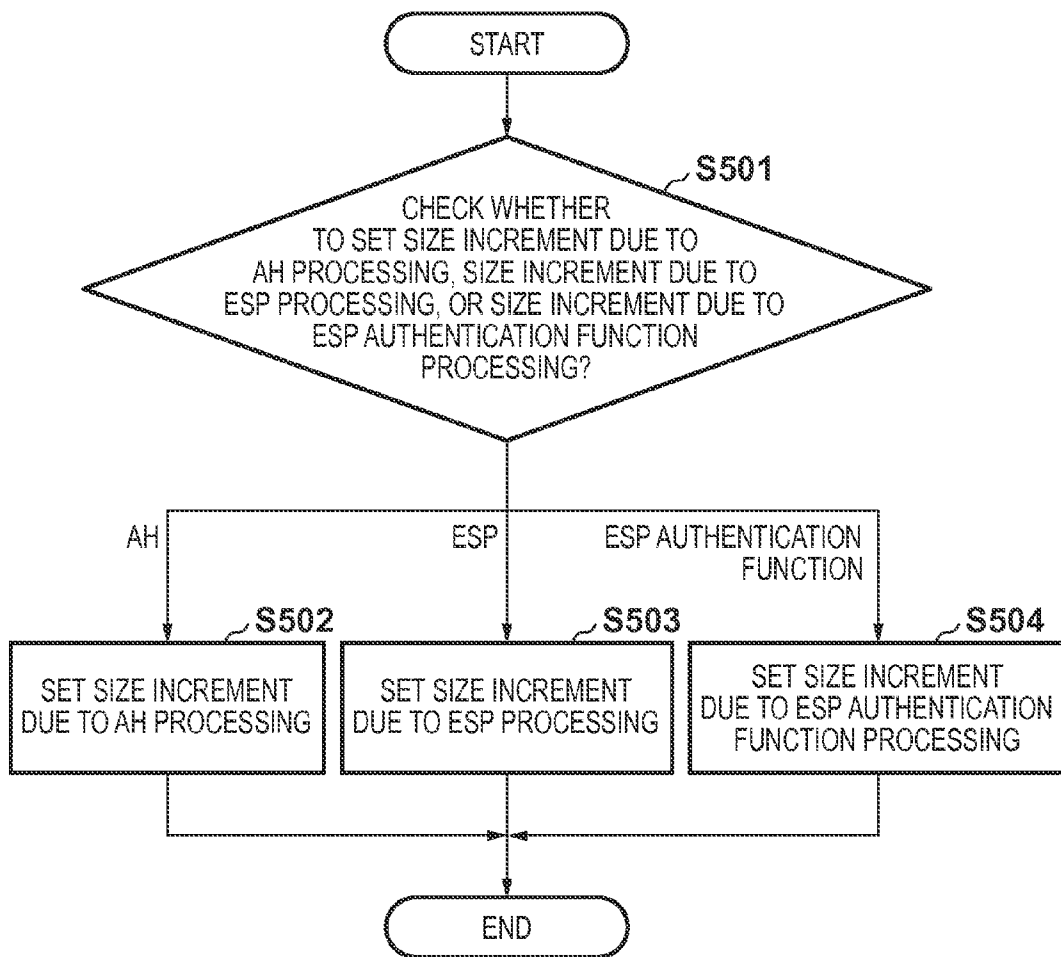 START
S501
CHECK WHETHER
TO SET SIZE INCREMENT DUE TO
AH PROCESSING, SIZE INCREMENT DUE TO
ESP PROCESSING, OR SIZE INCREMENT DUE TO
ESP AUTHENTICATION FUNCTION
PROCESSING?
AH
ESP
ESP AUTHENTICATION
FUNCTION
S502
SET SIZE INCREMENT
DUE TO AH PROCESSING
S503
SET SIZE INCREMENT
DUE TO ESP PROCESSING
S504
SET SIZE INCREMENT
DUE TO ESP AUTHENTICATION
FUNCTION PROCESSING
END